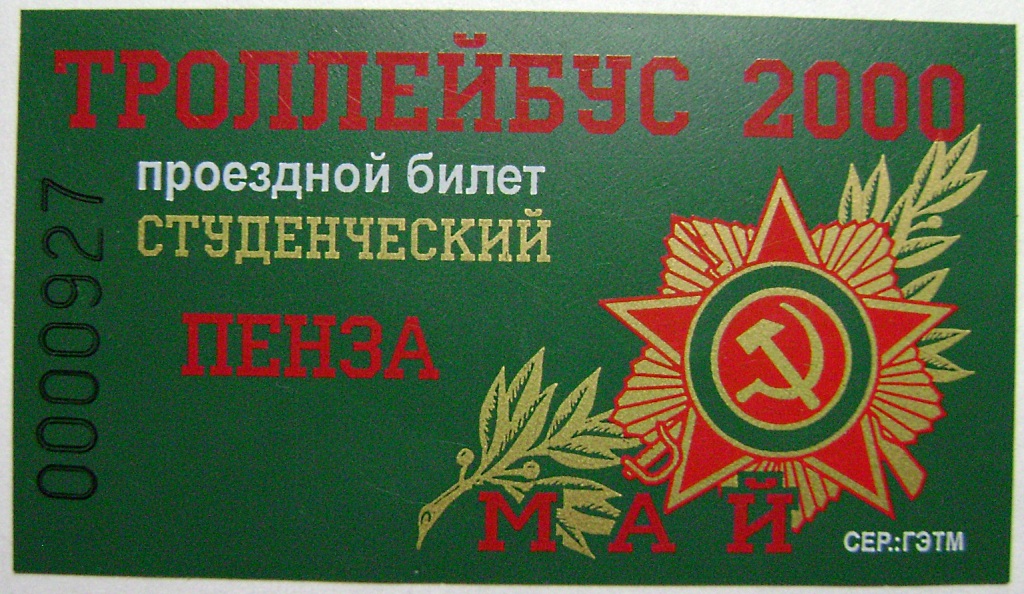 ТРОЛЛЕЙБУС 2000
проездной билет
СТУДЕНЧЕСКИЙ
ПЕНЗА
МАЙ
СЕР.:ГЭТМ
0000927